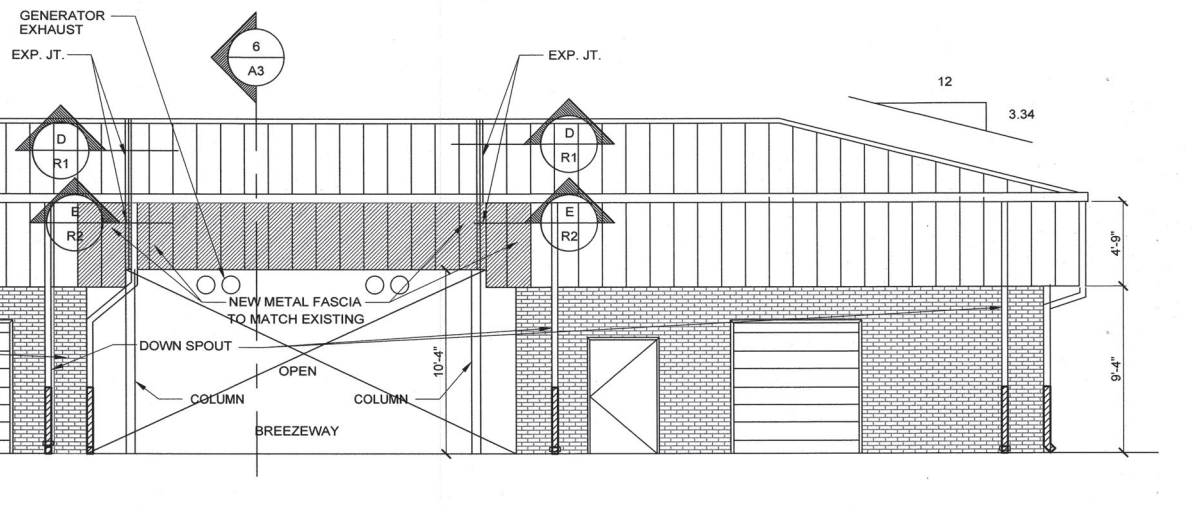 GENERATOR
EXHAUST
EXP. JT.
6
A3
EXP. JT.
12
3.34
D
R1
D
R1
E
R2
E
R2
4'-9"
NEW METAL FASCIA
TO MATCH EXISTING
DOWN SPOUT
10'-4"
9'-4"
OPEN
COLUMN
COLUMN
BREEZEWAY